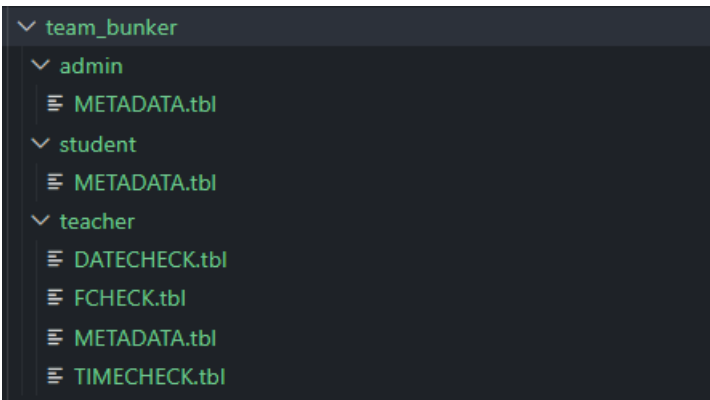 team_bunker
admin
METADATA.tbl
student
METADATA.tbl
teacher
DATECHECK.tbl
FCHECK.tbl
METADATA.tbl
TIMECHECK.tbl